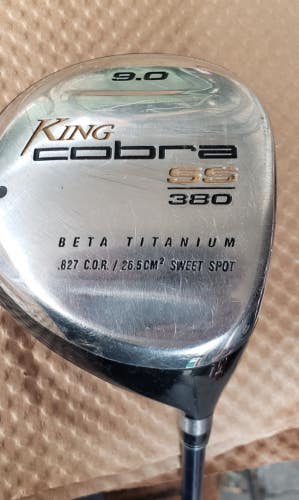 9.0
KING
cobra
SS
380
BETA TITANIUM
.827 C.O.R. / 26.5CM² SWEET SPOT